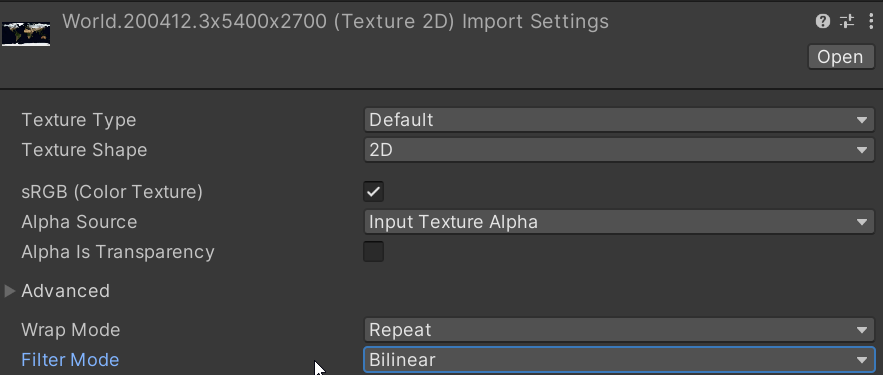 World.200412.3x5400x2700 (Texture 2D) Import Settings
Open
Texture Type Default
Texture Shape 2D
sRGB (Color Texture)
Alpha Source Input Texture Alpha
Alpha Is Transparency
Advanced
Wrap Mode Repeat
Filter Mode Bilinear